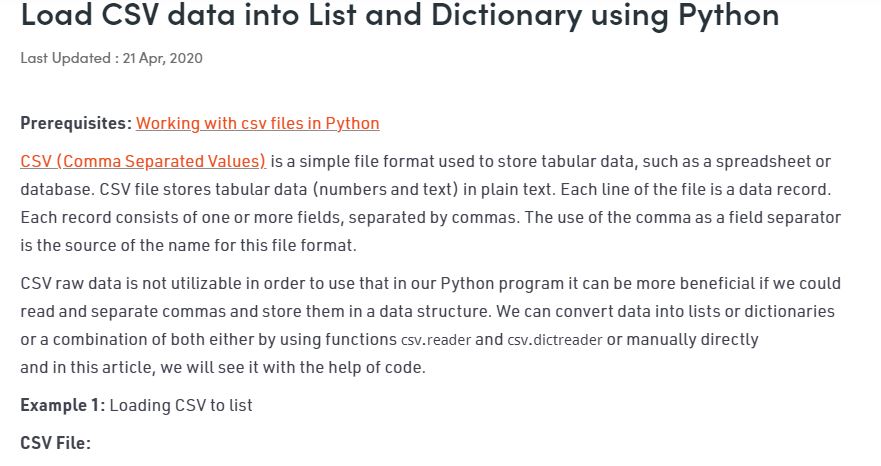 Load CSV data into List and Dictionary using Python
Last Updated : 21 Apr, 2020
Prerequisites: Working with csv files in Python
CSV (Comma Separated Values) is a simple file format used to store tabular data, such as a spreadsheet or
database. CSV file stores tabular data (numbers and text) in plain text. Each line of the file is a data record.
Each record consists of one or more fields, separated by commas. The use of the comma as a field separator
is the source of the name for this file format.
CSV raw data is not utilizable in order to use that in our Python program it can be more beneficial if we could
read and separate commas and store them in a data structure. We can convert data into lists or dictionaries
or a combination of both either by using functions csv.reader and csv.dictreader or manually directly
and in this article, we will see it with the help of code.
Example 1: Loading CSV to list
CSV File: